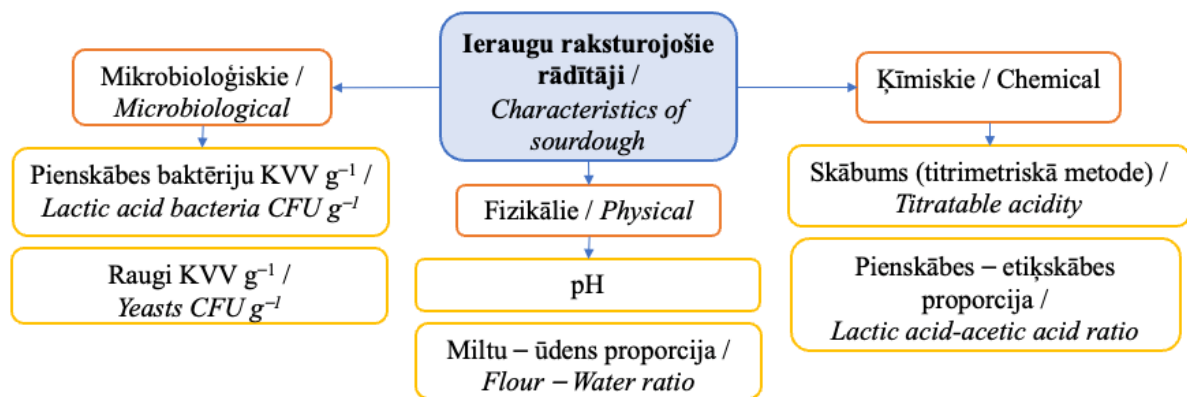 Ieraugu raksturojošie
rādītāji /
Characteristics of
sourdough
Mikrobioloģiskie /
Microbiological
Pienskābes baktēriju KVV g⁻¹ /
Lactic acid bacteria CFU g⁻¹
Raugi KVV g⁻¹ /
Yeasts CFU g⁻¹
Fizikālie / Physical
pH
Miltu – ūdens proporcija /
Flour – Water ratio
Ķīmiskie / Chemical
Skābums (titrimetriskā metode) /
Titratable acidity
Pienskābes – etiķskābes
proporcija /
Lactic acid-acetic acid ratio